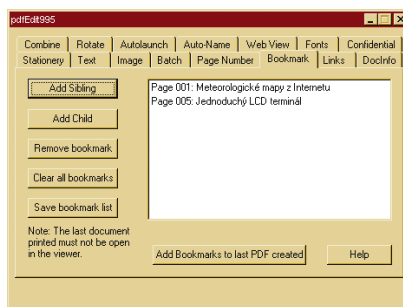 pdfEdit995
Combine Rotate Autolaunch Auto-Name Web View Fonts Confidential
Stationery Text Image Batch Page Number Bookmark Links DocInfo
Add Sibling
Add Child
Remove bookmark
Clear all bookmarks
Save bookmark list
Page 001: Meteorologické mapy z Internetu
Page 005: Jednoduchý LCD terminál
Note: The last document
printed must not be open
in the viewer.
Add Bookmarks to last PDF created
Help